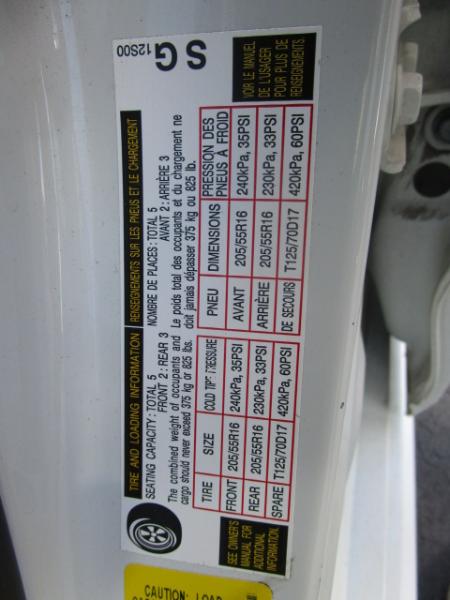 TIRE AND LOADING INFORMATION
RENSEIGNEMENTS SUR LES PNEUS ET LE CHARGEMENT
SEATING CAPACITY : TOTAL 5
FRONT 2 : REAR 3
NOMBRE DE PLACES : TOTAL 5
AVANT 2 : ARRIÈRE 3
The combined weight of occupants and
cargo should never exceed 375 kg or 825 lbs.
Le poids total des occupants et du chargement ne
doit jamais dépasser 375 kg ou 825 lb.
TIRE SIZE COLD TIRE PRESSURE
FRONT 205/55R16 240kPa, 35PSI
REAR 205/55R16 230kPa, 33PSI
SPARE T125/70D17 420kPa, 60PSI
PNEU DIMENSIONS PRESSION DES
PNEUS À FROID
AVANT 205/55R16 240kPa, 35PSI
ARRIÈRE 205/55R16 230kPa, 33PSI
DE SECOURS T125/70D17 420kPa, 60PSI
SEE OWNER'S
MANUAL FOR
ADDITIONAL
INFORMATION.
VOIR LE MANUEL
DE L'USAGER
POUR PLUS DE
RENSEIGNEMENTS.
S G
12S00
CAUTION: LOAD